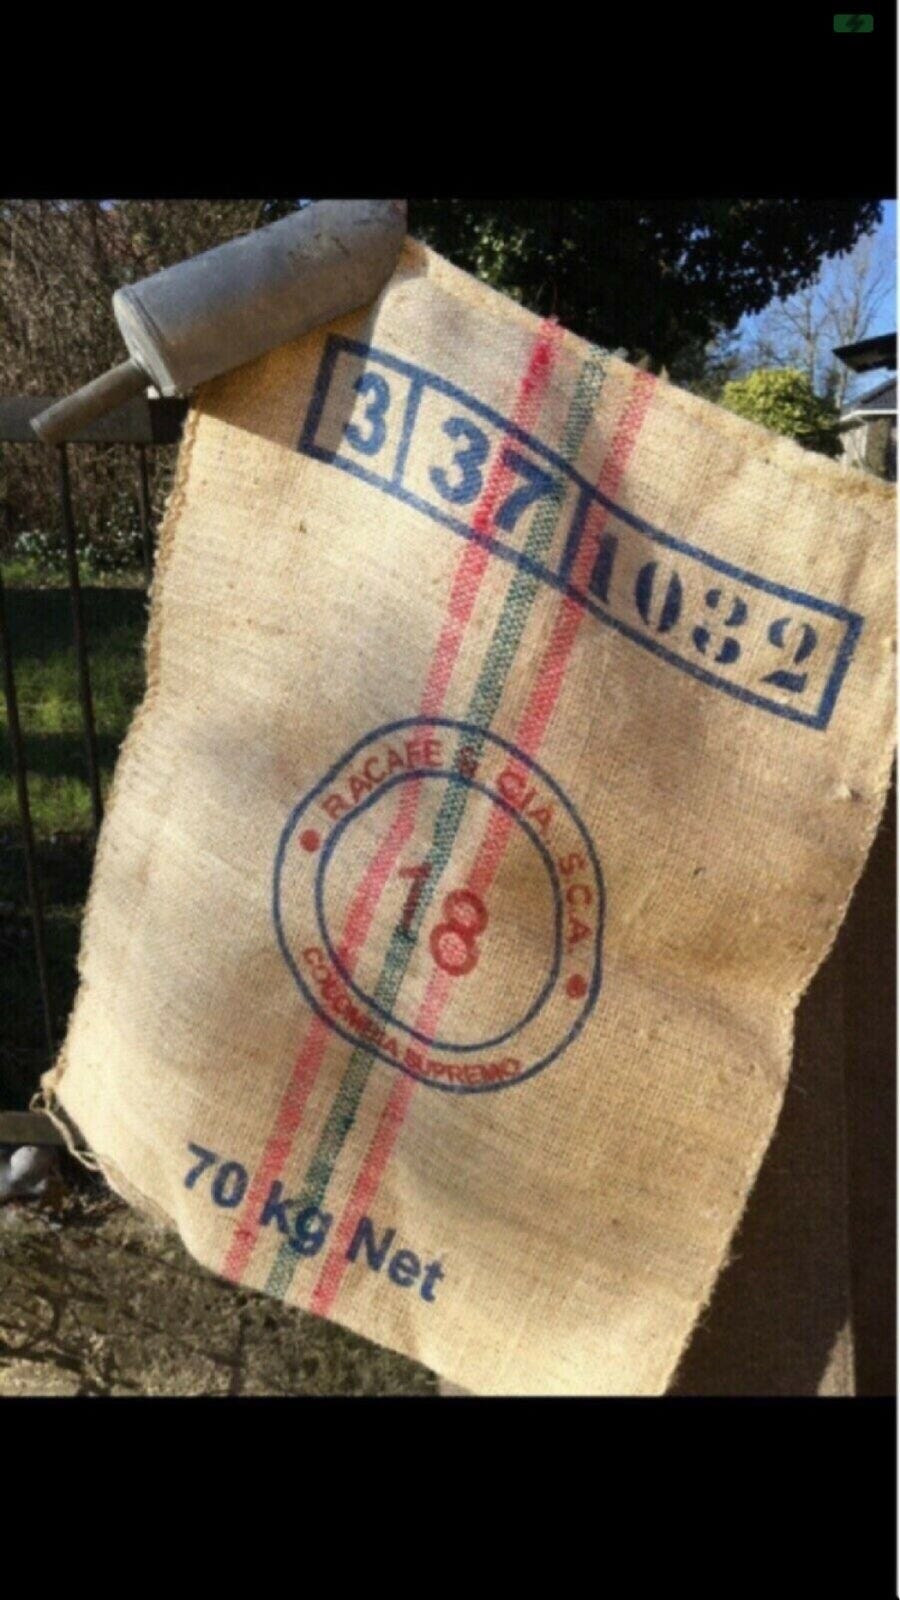 3 37 1032
RACAFE & CIA. S.C.A
18
COLOMBIA SUPREMO
70 kg Net